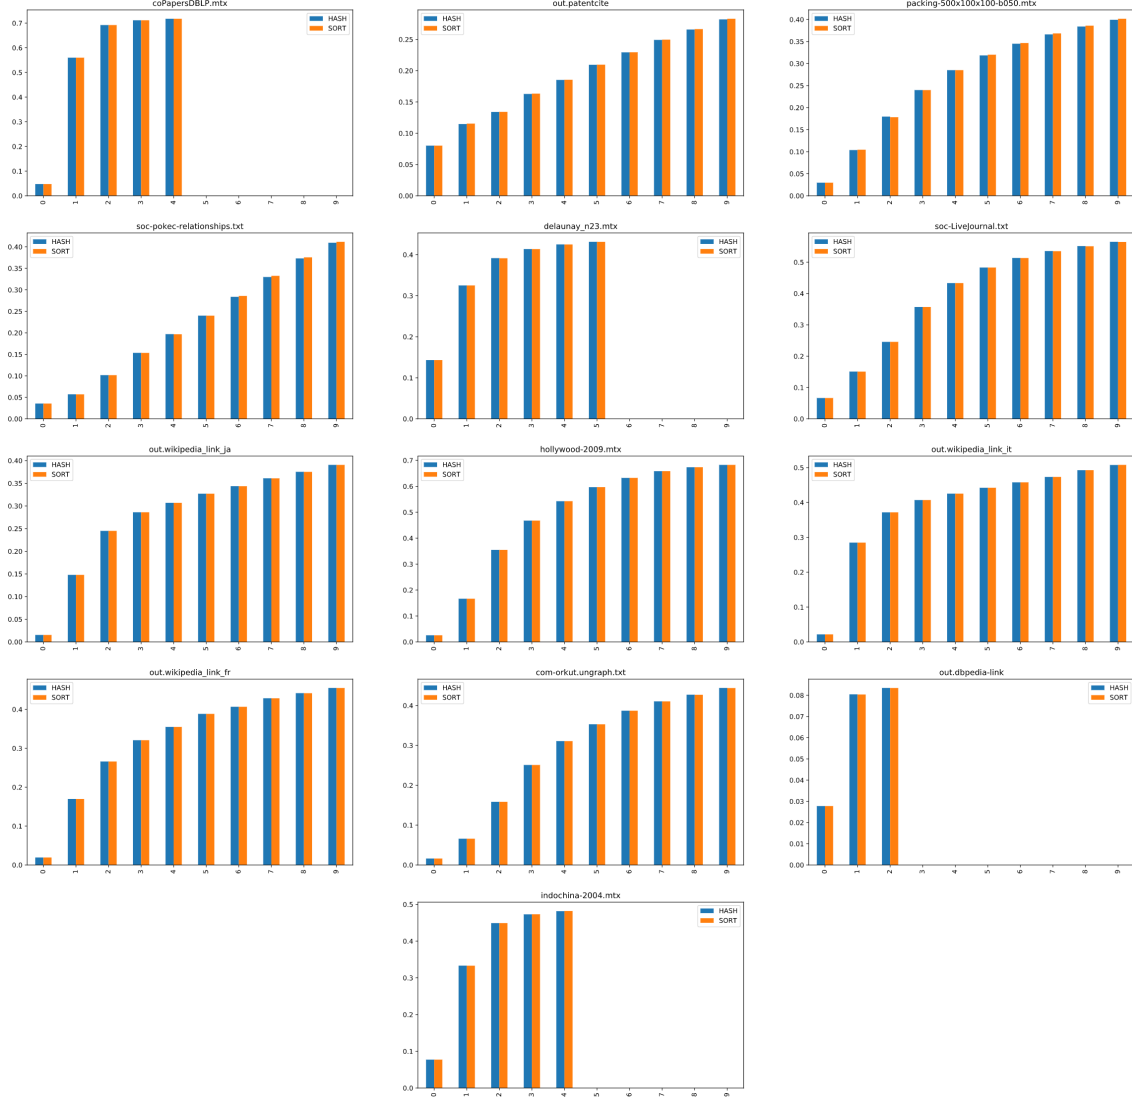 coPapersDBLP.mtx
0.7
0.6
0.5
0.4
0.3
0.2
0.1
0.0
HASH
SORT
0 1 2 3 4 5 6 7 8 9
out.patentcite
0.25
0.20
0.15
0.10
0.05
0.00
HASH
SORT
0 1 2 3 4 5 6 7 8 9
packing-500x100x100-b050.mtx
0.40
0.35
0.30
0.25
0.20
0.15
0.10
0.05
0.00
HASH
SORT
0 1 2 3 4 5 6 7 8 9
soc-pokec-relationships.txt
0.40
0.35
0.30
0.25
0.20
0.15
0.10
0.05
0.00
HASH
SORT
0 1 2 3 4 5 6 7 8 9
delaunay_n23.mtx
0.4
0.3
0.2
0.1
0.0
HASH
SORT
0 1 2 3 4 5 6 7 8 9
soc-LiveJournal.txt
0.5
0.4
0.3
0.2
0.1
0.0
HASH
SORT
0 1 2 3 4 5 6 7 8 9
out.wikipedia_link_ja
0.40
0.35
0.30
0.25
0.20
0.15
0.10
0.05
0.00
HASH
SORT
0 1 2 3 4 5 6 7 8 9
hollywood-2009.mtx
0.7
0.6
0.5
0.4
0.3
0.2
0.1
0.0
HASH
SORT
0 1 2 3 4 5 6 7 8 9
out.wikipedia_link_it
0.5
0.4
0.3
0.2
0.1
0.0
HASH
SORT
0 1 2 3 4 5 6 7 8 9
out.wikipedia_link_fr
0.4
0.3
0.2
0.1
0.0
HASH
SORT
0 1 2 3 4 5 6 7 8 9
com-orkut.ungraph.txt
0.4
0.3
0.2
0.1
0.0
HASH
SORT
0 1 2 3 4 5 6 7 8 9
out.dbpedia-link
0.08
0.07
0.06
0.05
0.04
0.03
0.02
0.01
0.00
HASH
SORT
0 1 2 3 4 5 6 7 8 9
indochina-2004.mtx
0.5
0.4
0.3
0.2
0.1
0.0
HASH
SORT
0 1 2 3 4 5 6 7 8 9